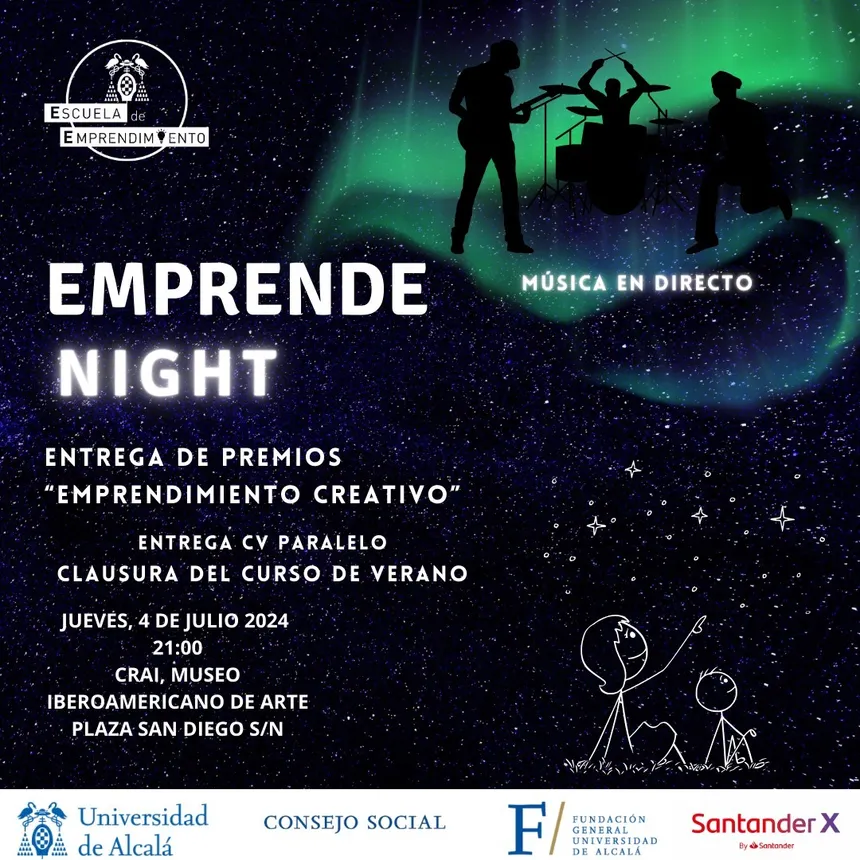 ESCUELA de
EMPRENDIMIENTO
MÚSICA EN DIRECTO
EMPRENDE
NIGHT
ENTREGA DE PREMIOS
“EMPRENDIMIENTO CREATIVO”
ENTREGA CV PARALELO
CLAUSURA DEL CURSO DE VERANO
JUEVES, 4 DE JULIO 2024
21:00
CRAI, MUSEO
IBEROAMERICANO DE ARTE
PLAZA SAN DIEGO S/N
Universidad
de Alcalá
CONSEJO SOCIAL
F/
FUNDACIÓN
GENERAL
UNIVERSIDAD
DE ALCALÁ
Santander X
By Santander